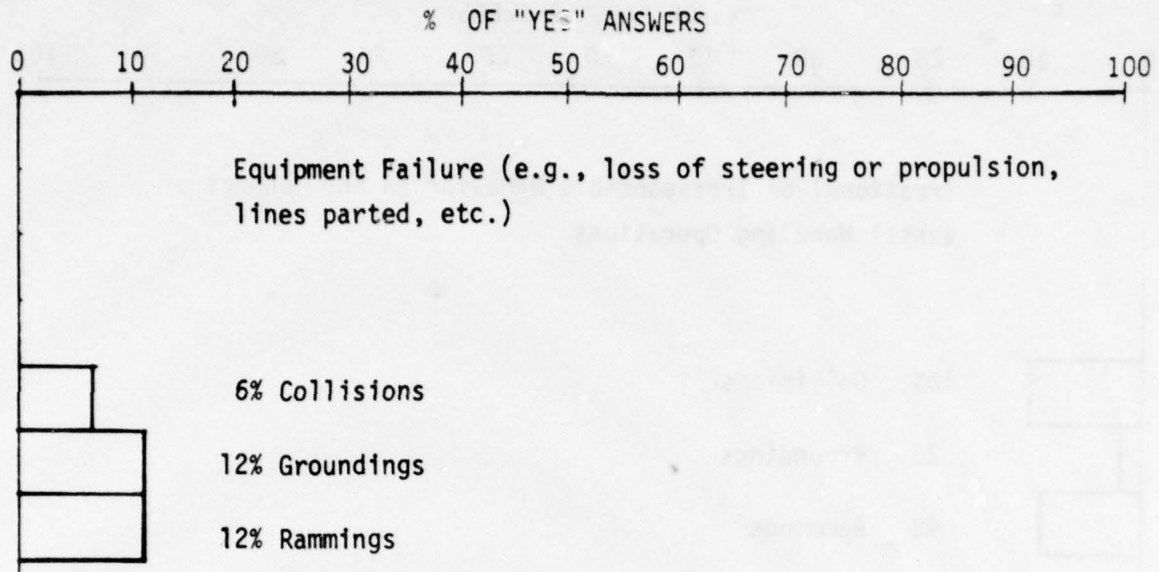 % OF "YES" ANSWERS
0 10 20 30 40 50 60 70 80 90 100
Equipment Failure (e.g., loss of steering or propulsion,
lines parted, etc.)
6% Collisions
12% Groundings
12% Rammings